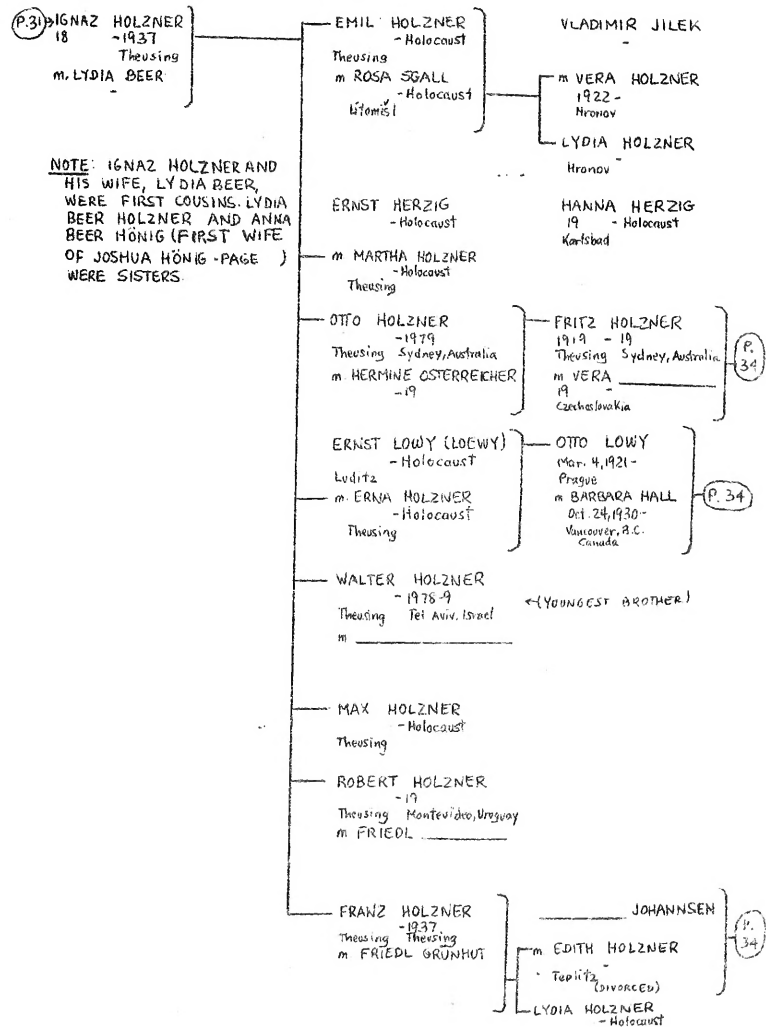 P.31
IGNAZ HOLZNER
18 -1937
Theusing
m. LYDIA BEER
-
NOTE: IGNAZ HOLZNER AND
HIS WIFE, LYDIA BEER,
WERE FIRST COUSINS. LYDIA
BEER HOLZNER AND ANNA
BEER HÖNIG (FIRST WIFE
OF JOSHUA HÖNIG-PAGE )
WERE SISTERS.
EMIL HOLZNER
- Holocaust
Theusing
m ROSA SGALL
- Holocaust
Litomišl
VLADIMIR JILEK
-
m VERA HOLZNER
1922 -
Hronov
LYDIA HOLZNER
-
Hronov
ERNST HERZIG
- Holocaust
m MARTHA HOLZNER
- Holocaust
Theusing
HANNA HERZIG
19 - Holocaust
Karlsbad
OTTO HOLZNER
-1979
Theusing Sydney, Australia
m. HERMINE OSTERREICHER
-19
FRITZ HOLZNER
1919 - 19
Theusing Sydney, Australia
m VERA ____________
19 -
Czechoslovakia
P.
34
ERNST LOWY (LOEWY)
- Holocaust
Luditz
m. ERNA HOLZNER
- Holocaust
Theusing
OTTO LOWY
Mar. 4, 1921 -
Prague
m BARBARA HALL
Oct. 24, 1930 -
Vancouver, B.C.
Canada
P. 34
WALTER HOLZNER
- 1978-9
Theusing Tel Aviv, Israel
m ____________
←(YOUNGEST BROTHER)
MAX HOLZNER
- Holocaust
Theusing
ROBERT HOLZNER
-19
Theusing Montevideo, Uruguay
m FRIEDL ____________
FRANZ HOLZNER
-1937
Theusing Theusing
m FRIEDL GRÜNHUT
____________ JOHANNSEN
m EDITH HOLZNER
-
Teplitz
(DIVORCED)
LYDIA HOLZNER
- Holocaust
P.
34